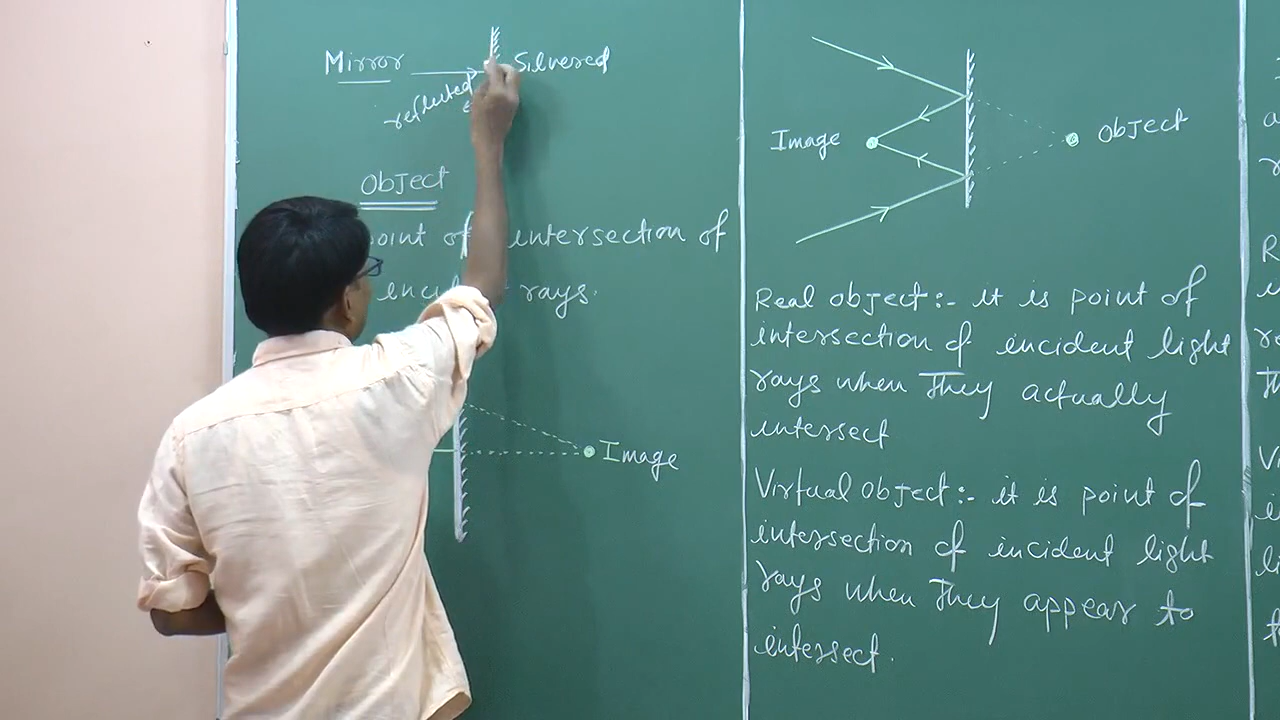 Mirror
Silvered
reflected
Object
point of intersection of
rays.
Image
Image
Object
Real object:- it is point of
intersection of incident light
rays when They actually
intersect
Virtual object:- it is point of
intersection of incident light
rays when They appear to
intersect.